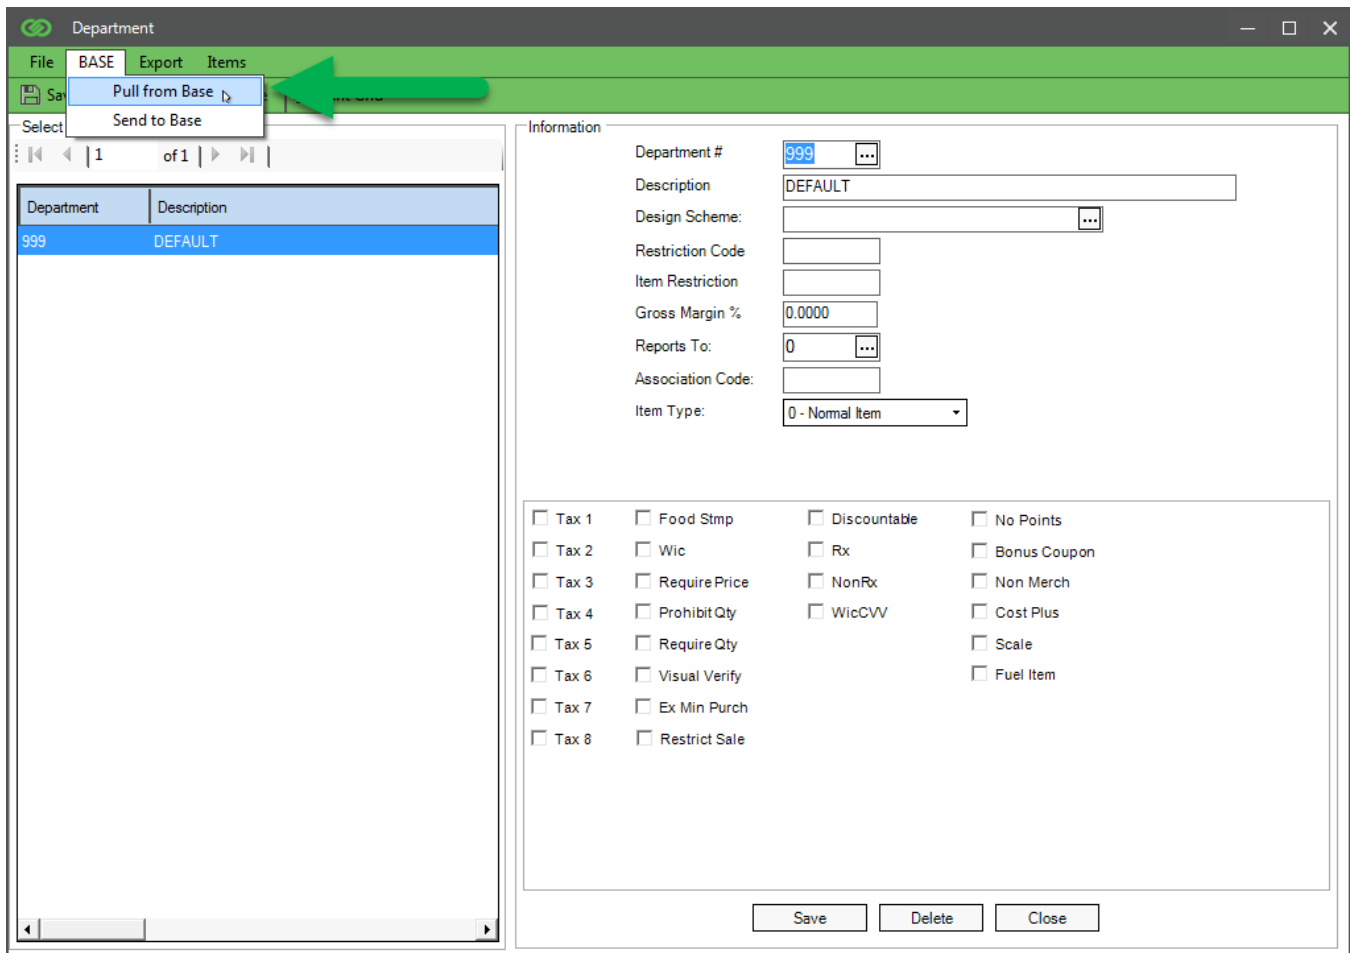 Department
File BASE Export Items
Pull from Base
Send to Base
Select
1 of 1
Department Description
999 DEFAULT
Information
Department # 999 ...
Description DEFAULT
Design Scheme: ...
Restriction Code
Item Restriction
Gross Margin % 0.0000
Reports To: 0 ...
Association Code:
Item Type: 0 - Normal Item
Tax 1 Food Stmp Discountable No Points
Tax 2 Wic Rx Bonus Coupon
Tax 3 Require Price NonRx Non Merch
Tax 4 Prohibit Qty WicCVV Cost Plus
Tax 5 Require Qty Scale
Tax 6 Visual Verify Fuel Item
Tax 7 Ex Min Purch
Tax 8 Restrict Sale
Save Delete Close